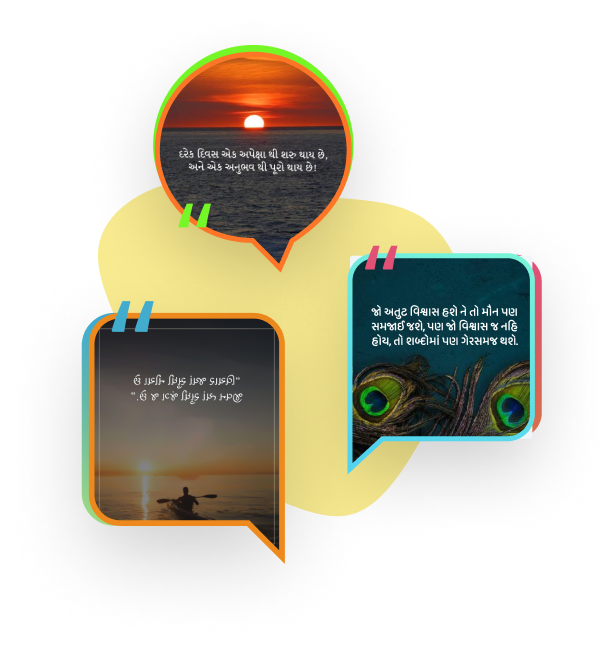 દરેક દિવસ એક અપેક્ષા થી શરુ થાય છે,
અને એક અનુભવ થી પૂરો થાય છે!
જો અતુટ વિશ્વાસ હશે ને તો મૌન પણ
સમજાઈ જશે, પણ જો વિશ્વાસ જ નહિ
હોય, તો શબ્દોમાં પણ ગેરસમજ થશે.